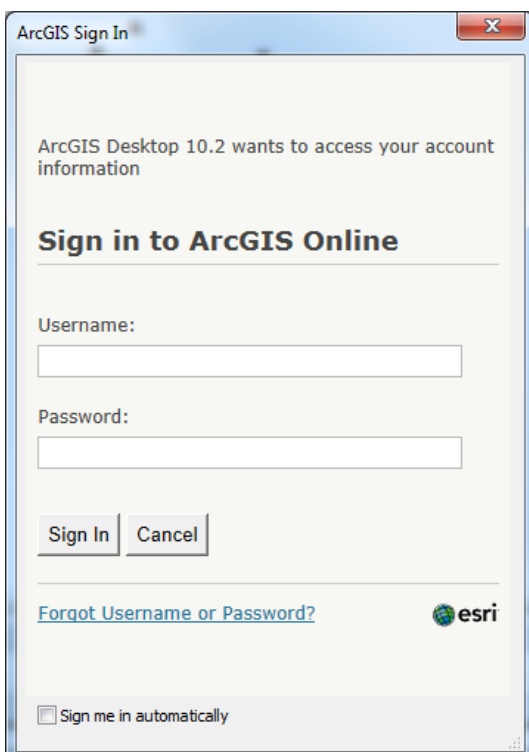 ArcGIS Sign In
ArcGIS Desktop 10.2 wants to access your account
information
Sign in to ArcGIS Online
Username:
Password:
Sign In Cancel
Forgot Username or Password? esri
Sign me in automatically